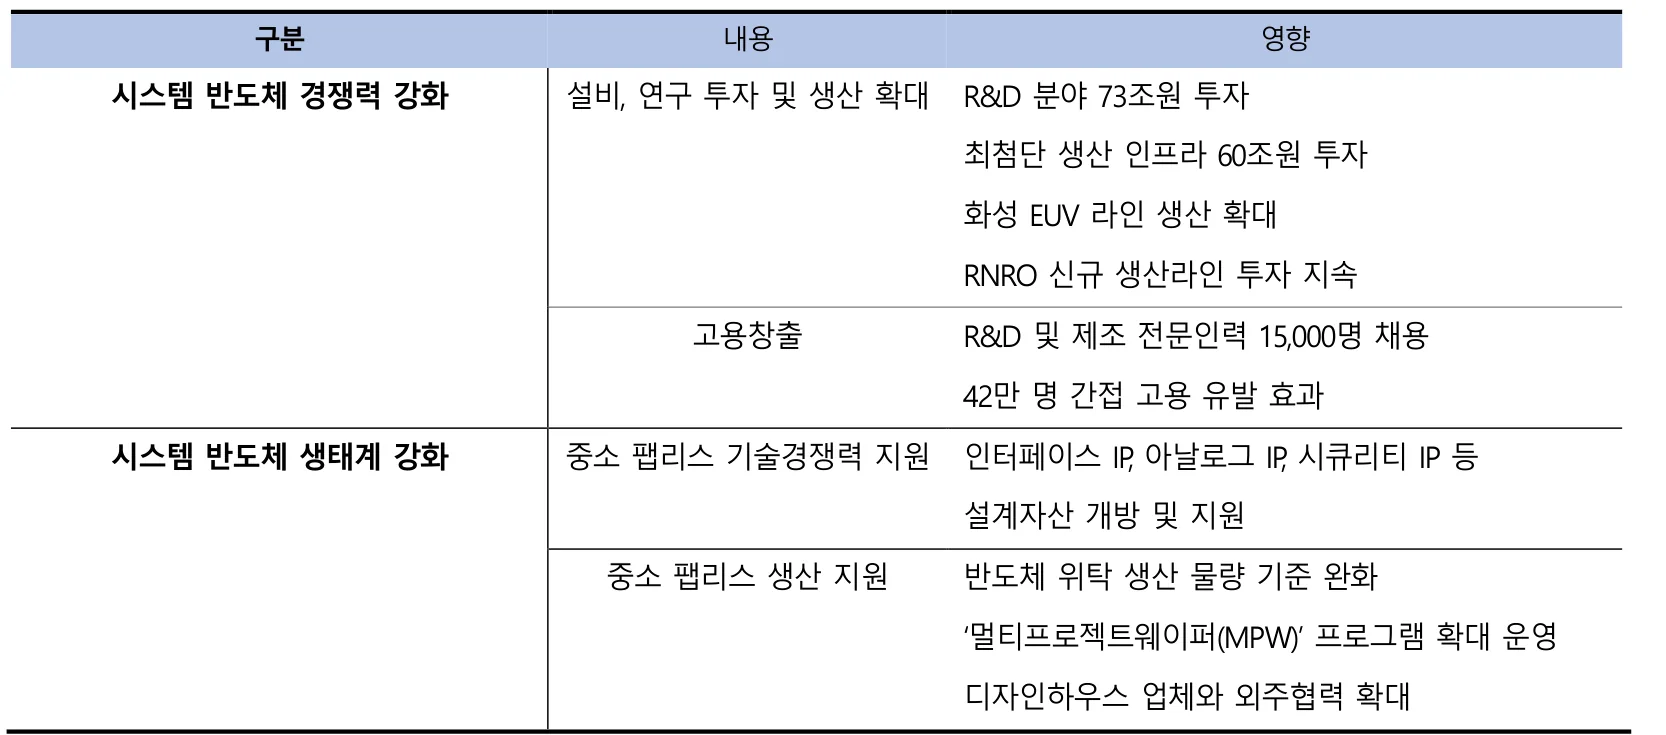 구분 내용 영향
시스템 반도체 경쟁력 강화 설비, 연구 투자 및 생산 확대 R&D 분야 73조원 투자
최첨단 생산 인프라 60조원 투자
화성 EUV 라인 생산 확대
RNRO 신규 생산라인 투자 지속
고용창출 R&D 및 제조 전문인력 15,000명 채용
42만 명 간접 고용 유발 효과
시스템 반도체 생태계 강화 중소 팹리스 기술경쟁력 지원 인터페이스 IP, 아날로그 IP, 시큐리티 IP 등
설계자산 개방 및 지원
중소 팹리스 생산 지원 반도체 위탁 생산 물량 기준 완화
‘멀티프로젝트웨이퍼(MPW)’ 프로그램 확대 운영
디자인하우스 업체와 외주협력 확대